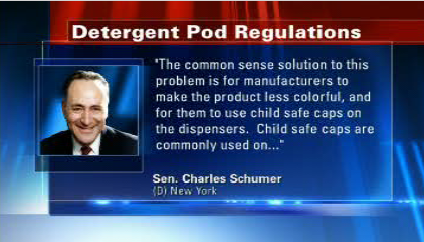 Detergent Pod Regulations
"The common sense solution to this
problem is for manufacturers to
make the product less colorful, and
for them to use child safe caps on
the dispensers.  Child safe caps are
commonly used on..."
Sen. Charles Schumer
(D) New York